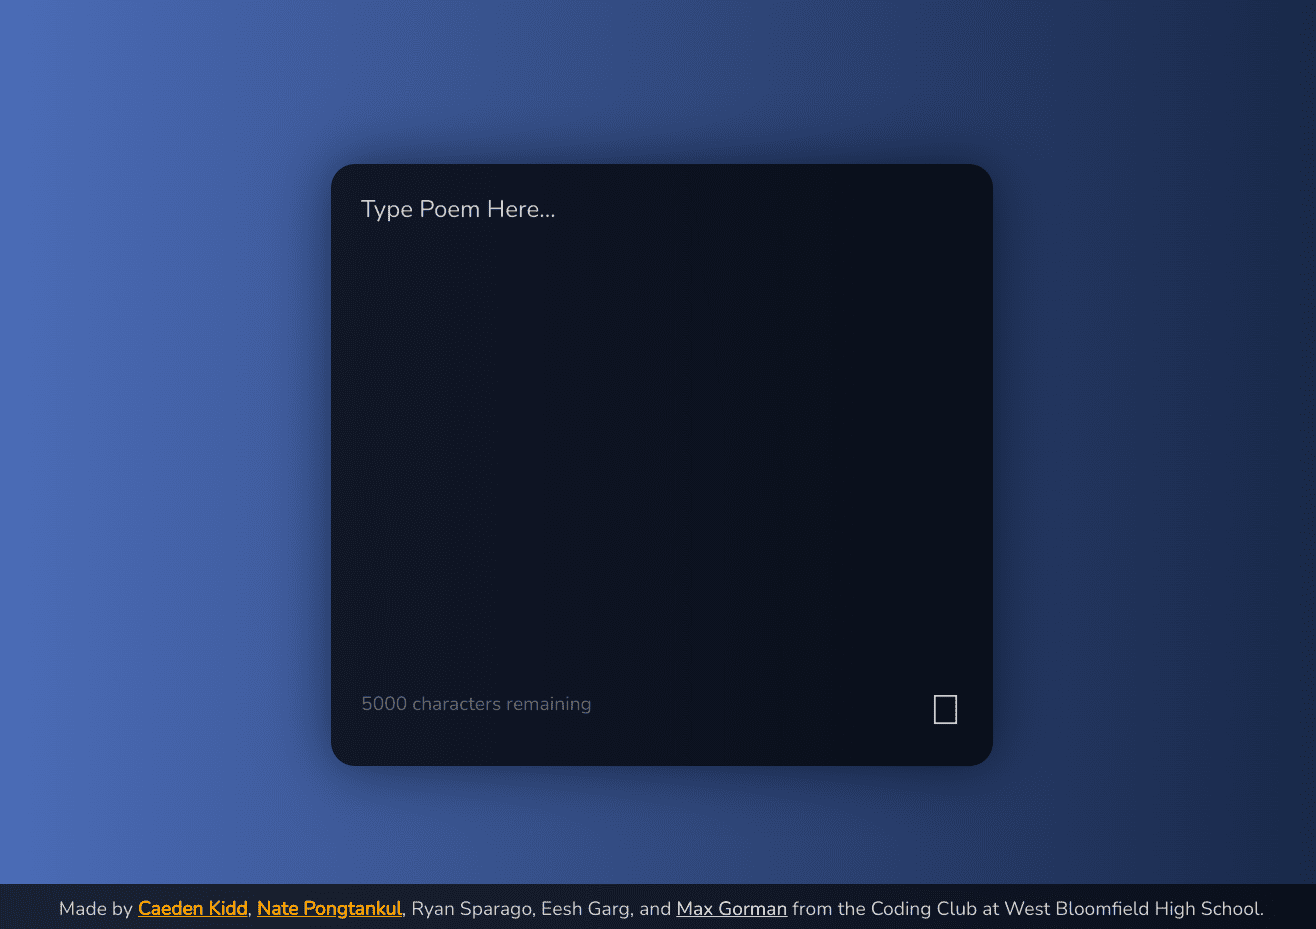 Type Poem Here...
5000 characters remaining
Made by Caeden Kidd, Nate Pongtankul, Ryan Sparago, Eesh Garg, and Max Gorman from the Coding Club at West Bloomfield High School.